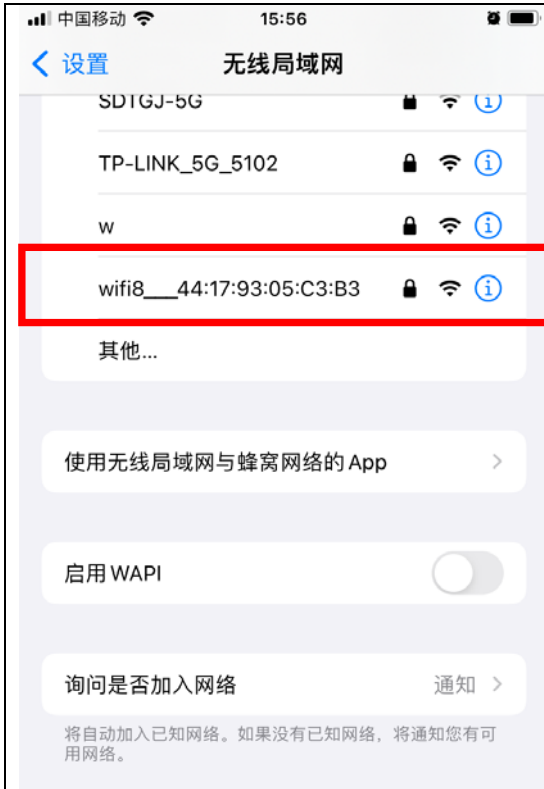 中国移动 15:56
设置 无线局域网
SDTGJ-5G
TP-LINK_5G_5102
w
wifi8___44:17:93:05:C3:B3
其他...
使用无线局域网与蜂窝网络的 App
启用 WAPI
询问是否加入网络 通知
将自动加入已知网络。如果没有已知网络，将通知您有可
用网络。